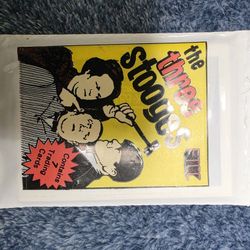 the
three
stooges
Contains
7
Trading
Cards